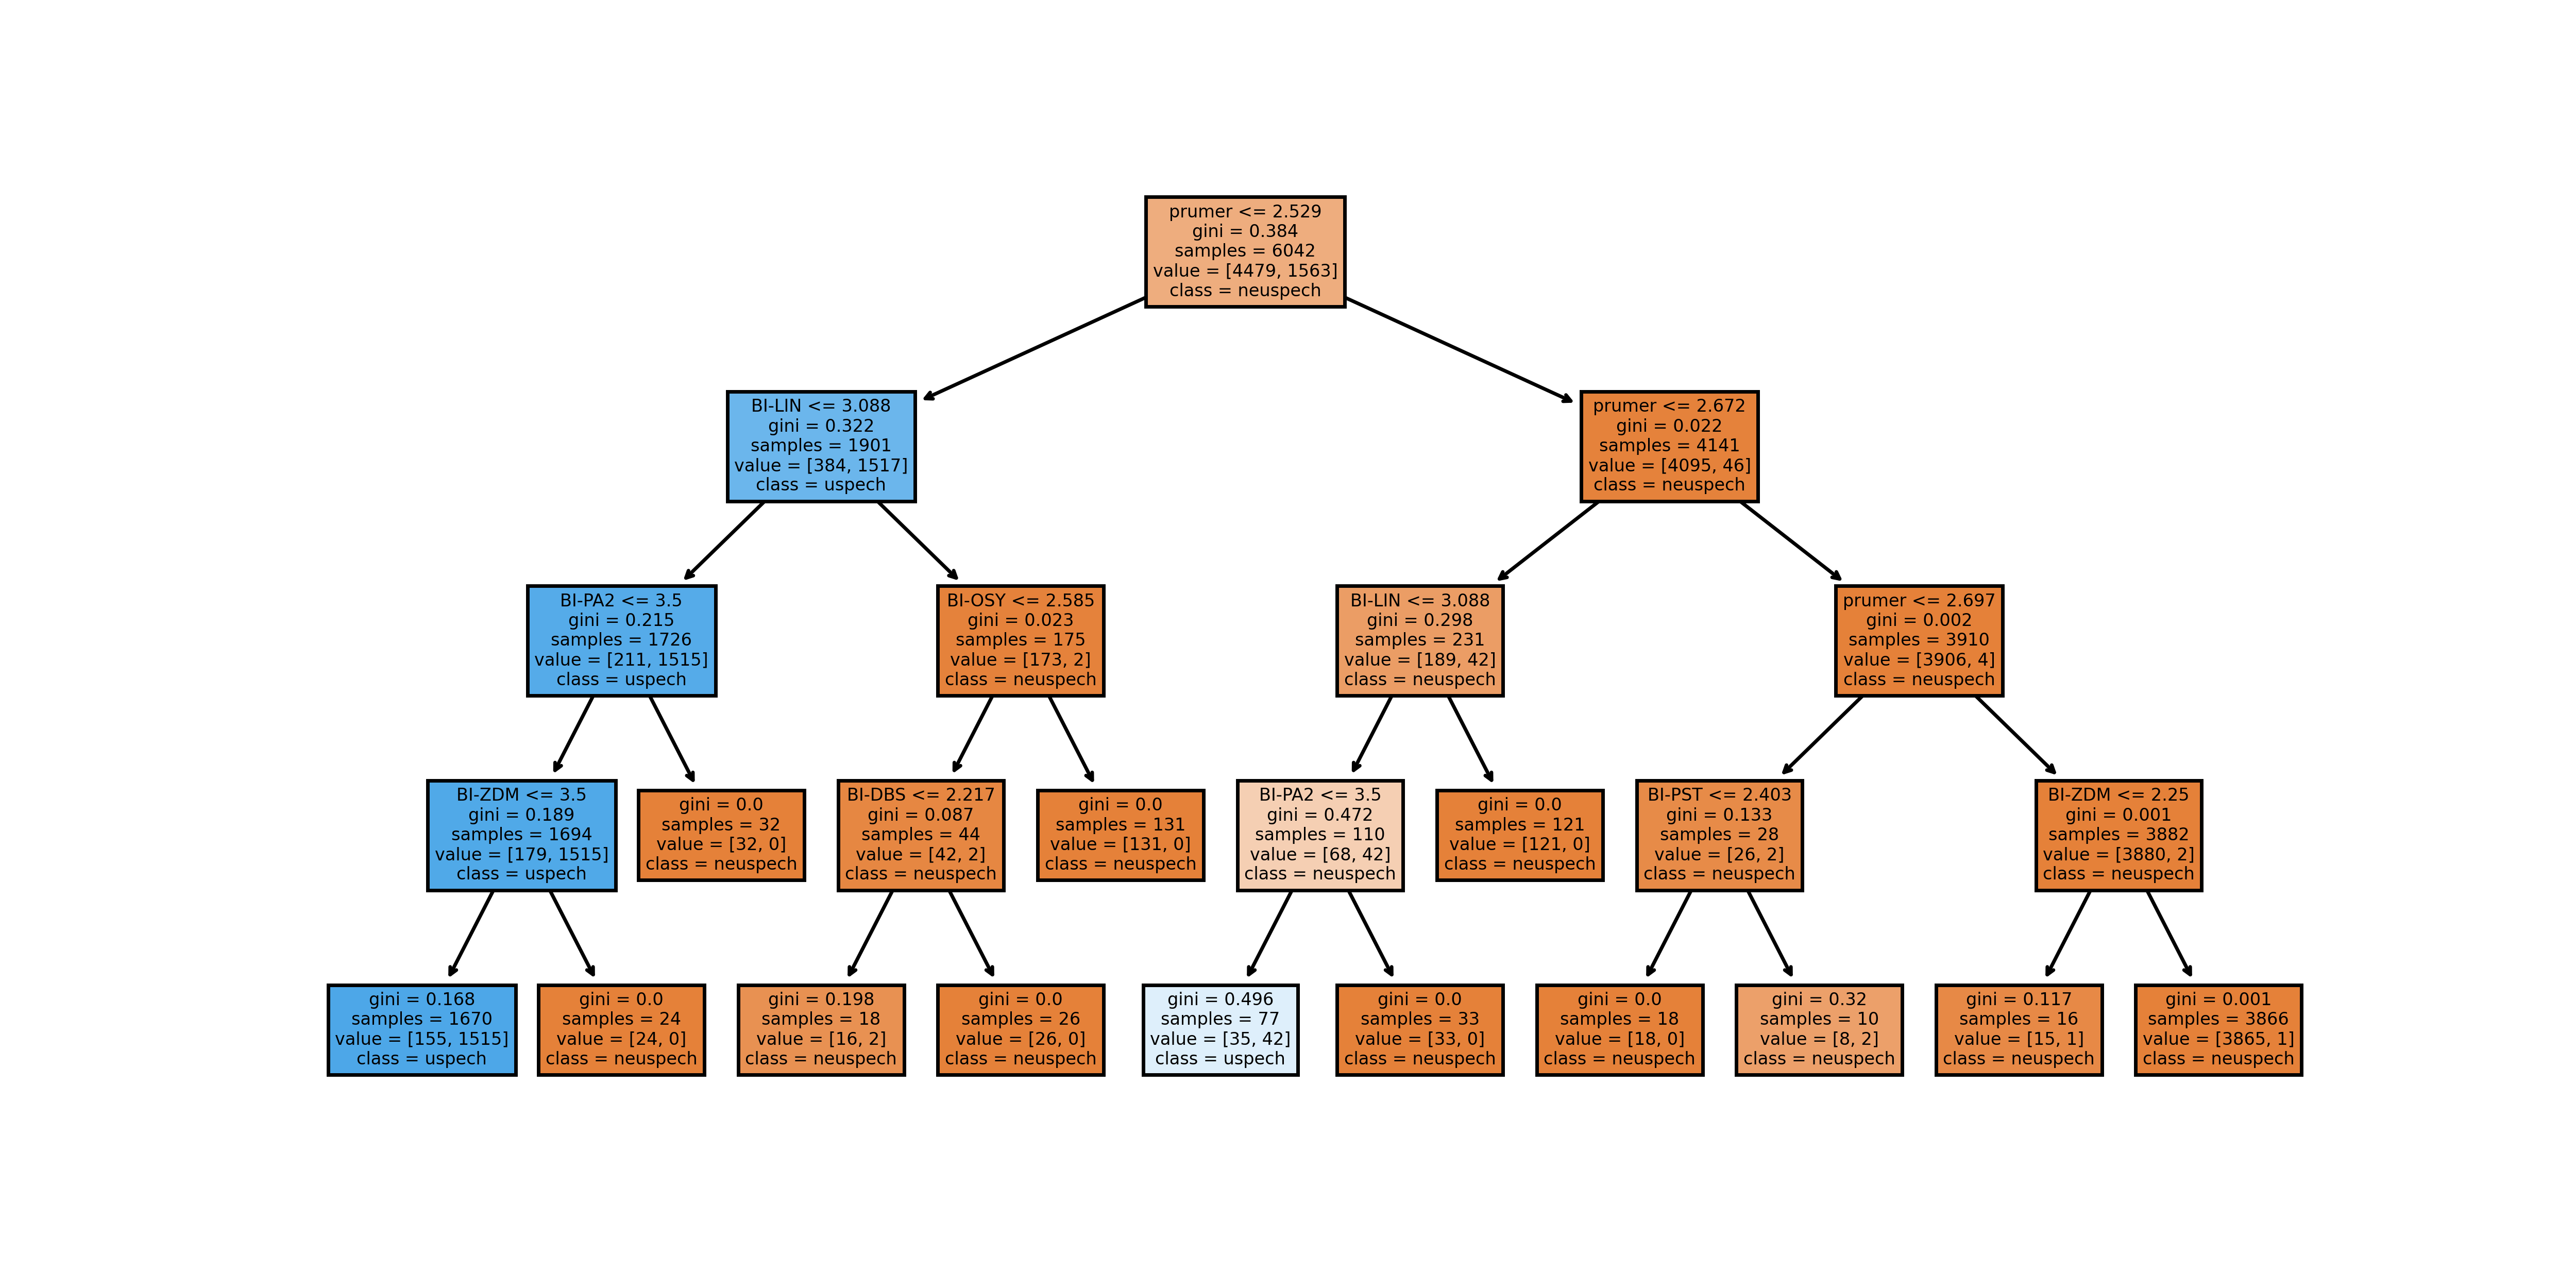 prumer <= 2.529
gini = 0.384
samples = 6042
value = [4479, 1563]
class = neuspech
BI-LIN <= 3.088
gini = 0.322
samples = 1901
value = [384, 1517]
class = uspech
prumer <= 2.672
gini = 0.022
samples = 4141
value = [4095, 46]
class = neuspech
BI-PA2 <= 3.5
gini = 0.215
samples = 1726
value = [211, 1515]
class = uspech
BI-OSY <= 2.585
gini = 0.023
samples = 175
value = [173, 2]
class = neuspech
BI-LIN <= 3.088
gini = 0.298
samples = 231
value = [189, 42]
class = neuspech
prumer <= 2.697
gini = 0.002
samples = 3910
value = [3906, 4]
class = neuspech
BI-ZDM <= 3.5
gini = 0.189
samples = 1694
value = [179, 1515]
class = uspech
gini = 0.0
samples = 32
value = [32, 0]
class = neuspech
BI-DBS <= 2.217
gini = 0.087
samples = 44
value = [42, 2]
class = neuspech
gini = 0.0
samples = 131
value = [131, 0]
class = neuspech
BI-PA2 <= 3.5
gini = 0.472
samples = 110
value = [68, 42]
class = neuspech
gini = 0.0
samples = 121
value = [121, 0]
class = neuspech
BI-PST <= 2.403
gini = 0.133
samples = 28
value = [26, 2]
class = neuspech
BI-ZDM <= 2.25
gini = 0.001
samples = 3882
value = [3880, 2]
class = neuspech
gini = 0.168
samples = 1670
value = [155, 1515]
class = uspech
gini = 0.0
samples = 24
value = [24, 0]
class = neuspech
gini = 0.198
samples = 18
value = [16, 2]
class = neuspech
gini = 0.0
samples = 26
value = [26, 0]
class = neuspech
gini = 0.496
samples = 77
value = [35, 42]
class = uspech
gini = 0.0
samples = 33
value = [33, 0]
class = neuspech
gini = 0.0
samples = 18
value = [18, 0]
class = neuspech
gini = 0.32
samples = 10
value = [8, 2]
class = neuspech
gini = 0.117
samples = 16
value = [15, 1]
class = neuspech
gini = 0.001
samples = 3866
value = [3865, 1]
class = neuspech